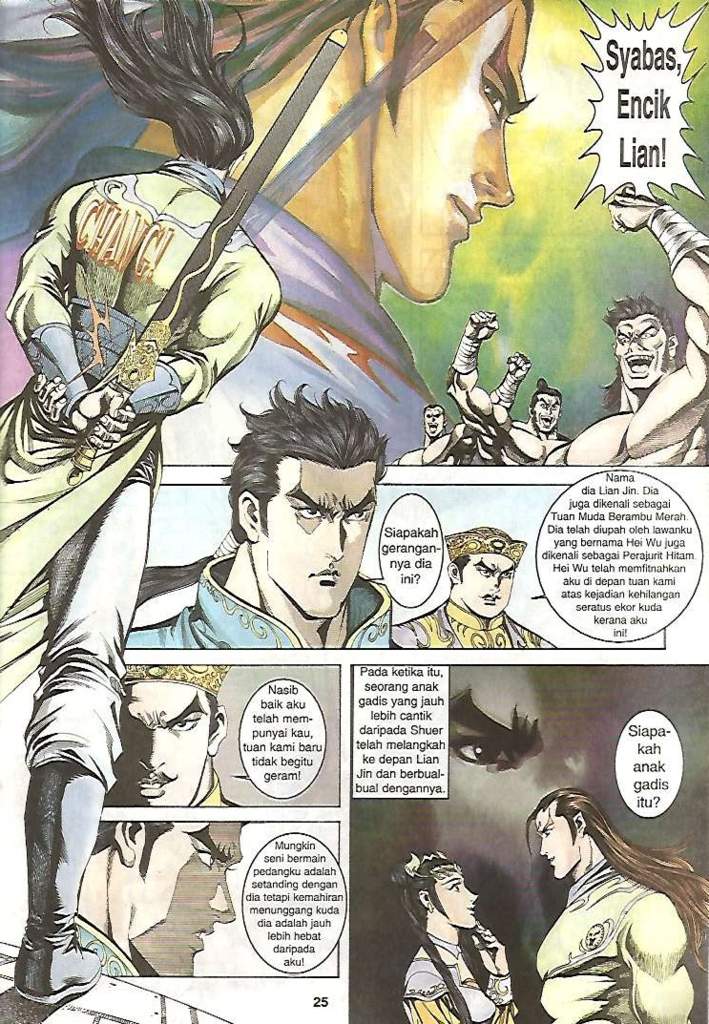 Syabas,
Encik
Lian!
CHANG!
Siapakah
gerangan-
nya dia
ini?
Nama
dia Lian Jin. Dia
juga dikenali sebagai
Tuan Muda Berambu Merah.
Dia telah diupah oleh lawanku
yang bernama Hei Wu juga
dikenali sebagai Perajurit Hitam.
Hei Wu telah memfitnahkan
aku di depan tuan kami
atas kejadian kehilangan
seratus ekor kuda
kerana aku
ini!
Nasib
baik aku
telah mem-
punyai kau,
tuan kami baru
tidak begitu
geram!
Pada ketika itu,
seorang anak
gadis yang jauh
lebih cantik
daripada Shuer
telah melangkah
ke depan Lian
Jin dan berbual-
bual dengannya.
Siapa-
kah
anak
gadis
itu?
Mungkin
seni bermain
pedangku adalah
setanding dengan
dia tetapi kemahiran
menunggang kuda
dia adalah jauh
lebih hebat
daripada
aku!
25